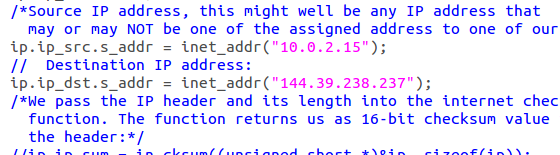 /*Source IP address, this might well be any IP address that
may or may NOT be one of the assigned address to one of our
ip.ip_src.s_addr = inet_addr("10.0.2.15");
// Destination IP address:
ip.ip_dst.s_addr = inet_addr("144.39.238.237");
/*We pass the IP header and its length into the internet chec
function. The function returns us as 16-bit checksum value
the header:*/
//ip.ip_sum = in_cksum((unsigned short *)&ip, sizeof(ip));